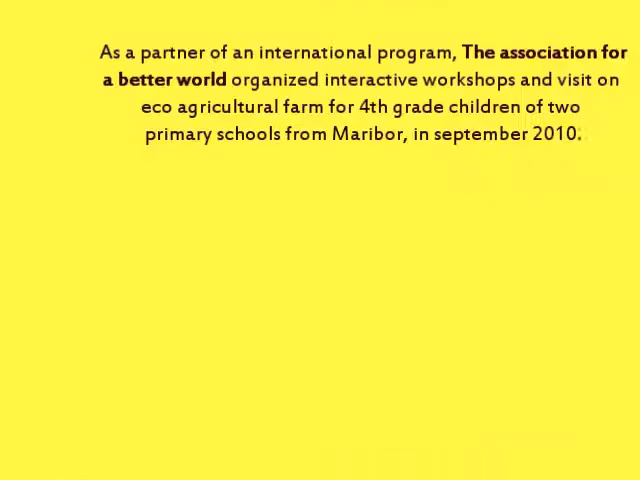 As a partner of an international program, The association for
a better world organized interactive workshops and visit on
eco agricultural farm for 4th grade children of two
primary schools from Maribor, in september 2010.